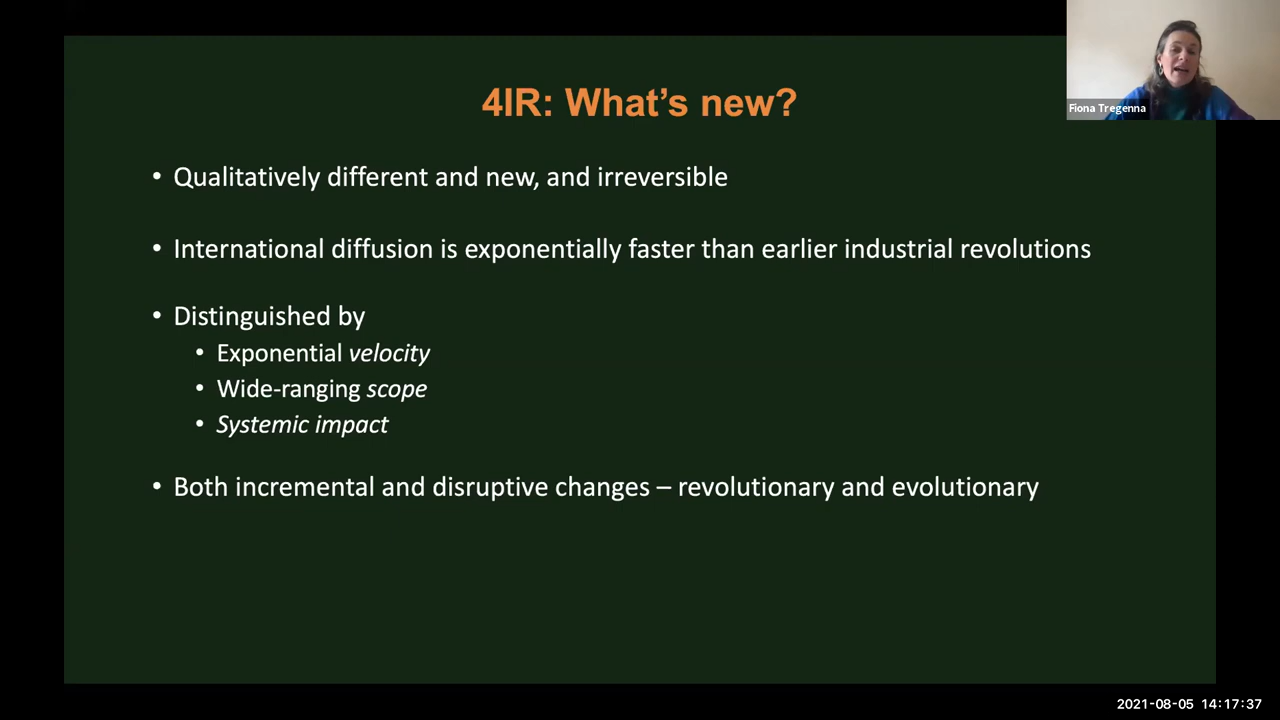 4IR: What’s new?
Fiona Tregenna
• Qualitatively different and new, and irreversible
• International diffusion is exponentially faster than earlier industrial revolutions
• Distinguished by
• Exponential velocity
• Wide-ranging scope
• Systemic impact
• Both incremental and disruptive changes – revolutionary and evolutionary
2021-08-05 14:17:37